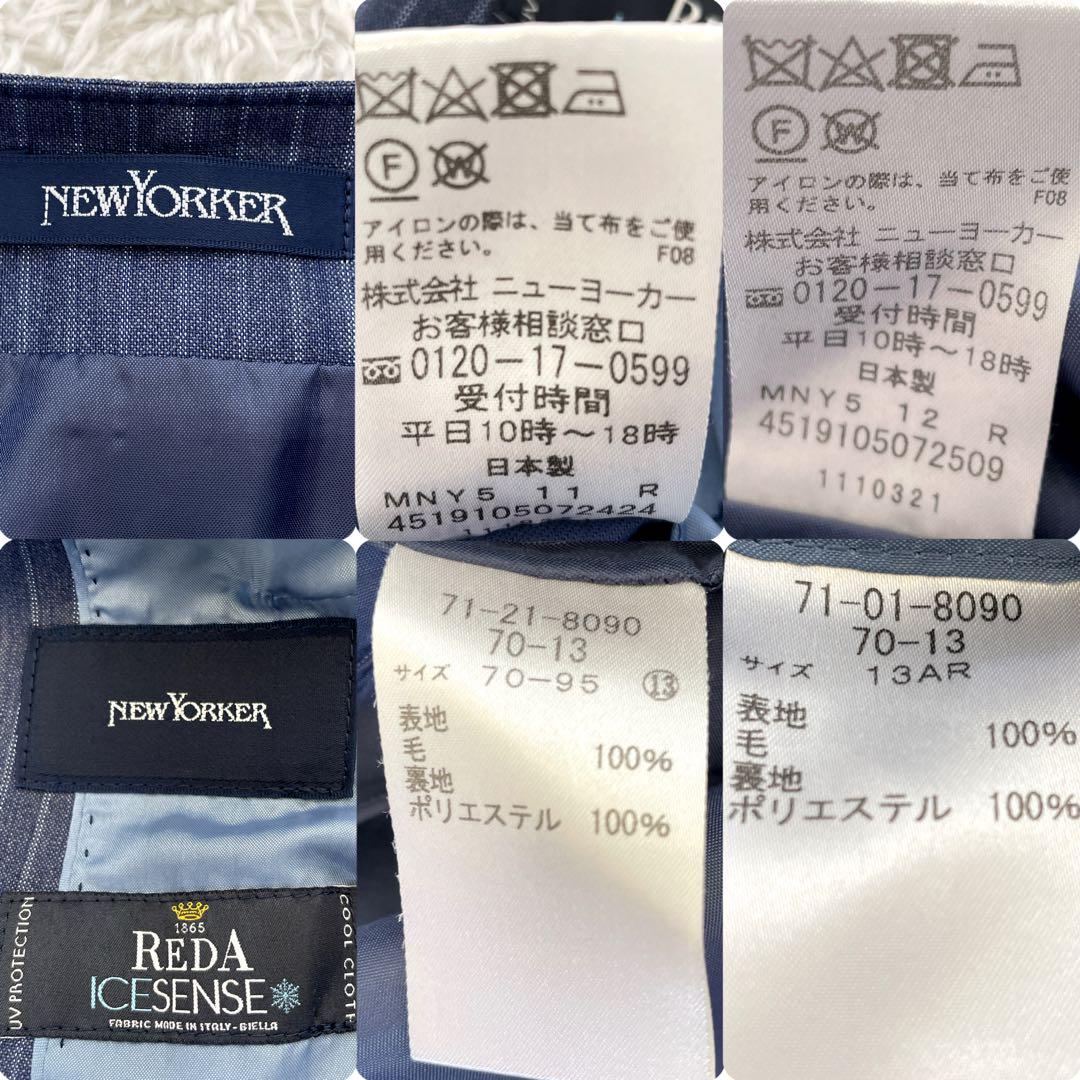 NEWYORKER
REDA
F
W
アイロンの際は、当て布をご使
用ください。 F08
株式会社 ニューヨーカー
お客様相談窓口
0120-17-0599
受付時間
平日10時～18時
日本製
MNY5 11 R
4519105072424
F
W
アイロンの際は、当て布をご使
用ください。 F08
株式会社 ニューヨーカー
お客様相談窓口
0120-17-0599
受付時間
平日10時～18時
日本製
MNY5 12 R
4519105072509
1110321
NEWYORKER
1865
REDA
ICESENSE
FABRIC MADE IN ITALY-BIELLA
UV PROTECTION
COOL CLOTH
71-21-8090
70-13
サイズ 70-95 ⑬
表地
毛 100%
裏地
ポリエステル 100%
71-01-8090
70-13
サイズ 13AR
表地
毛 100%
裏地
ポリエステル 100%